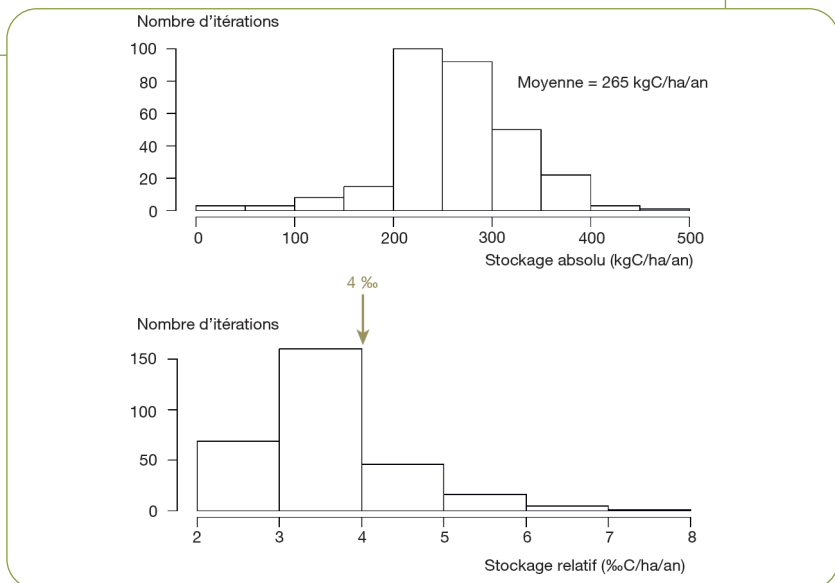 Nombre d'itérations
100
80
60
40
20
0
Moyenne = 265 kgC/ha/an
0 100 200 300 400 500
Stockage absolu (kgC/ha/an)
4 ‰
Nombre d'itérations
150
100
50
0
2 3 4 5 6 7 8
Stockage relatif (‰C/ha/an)